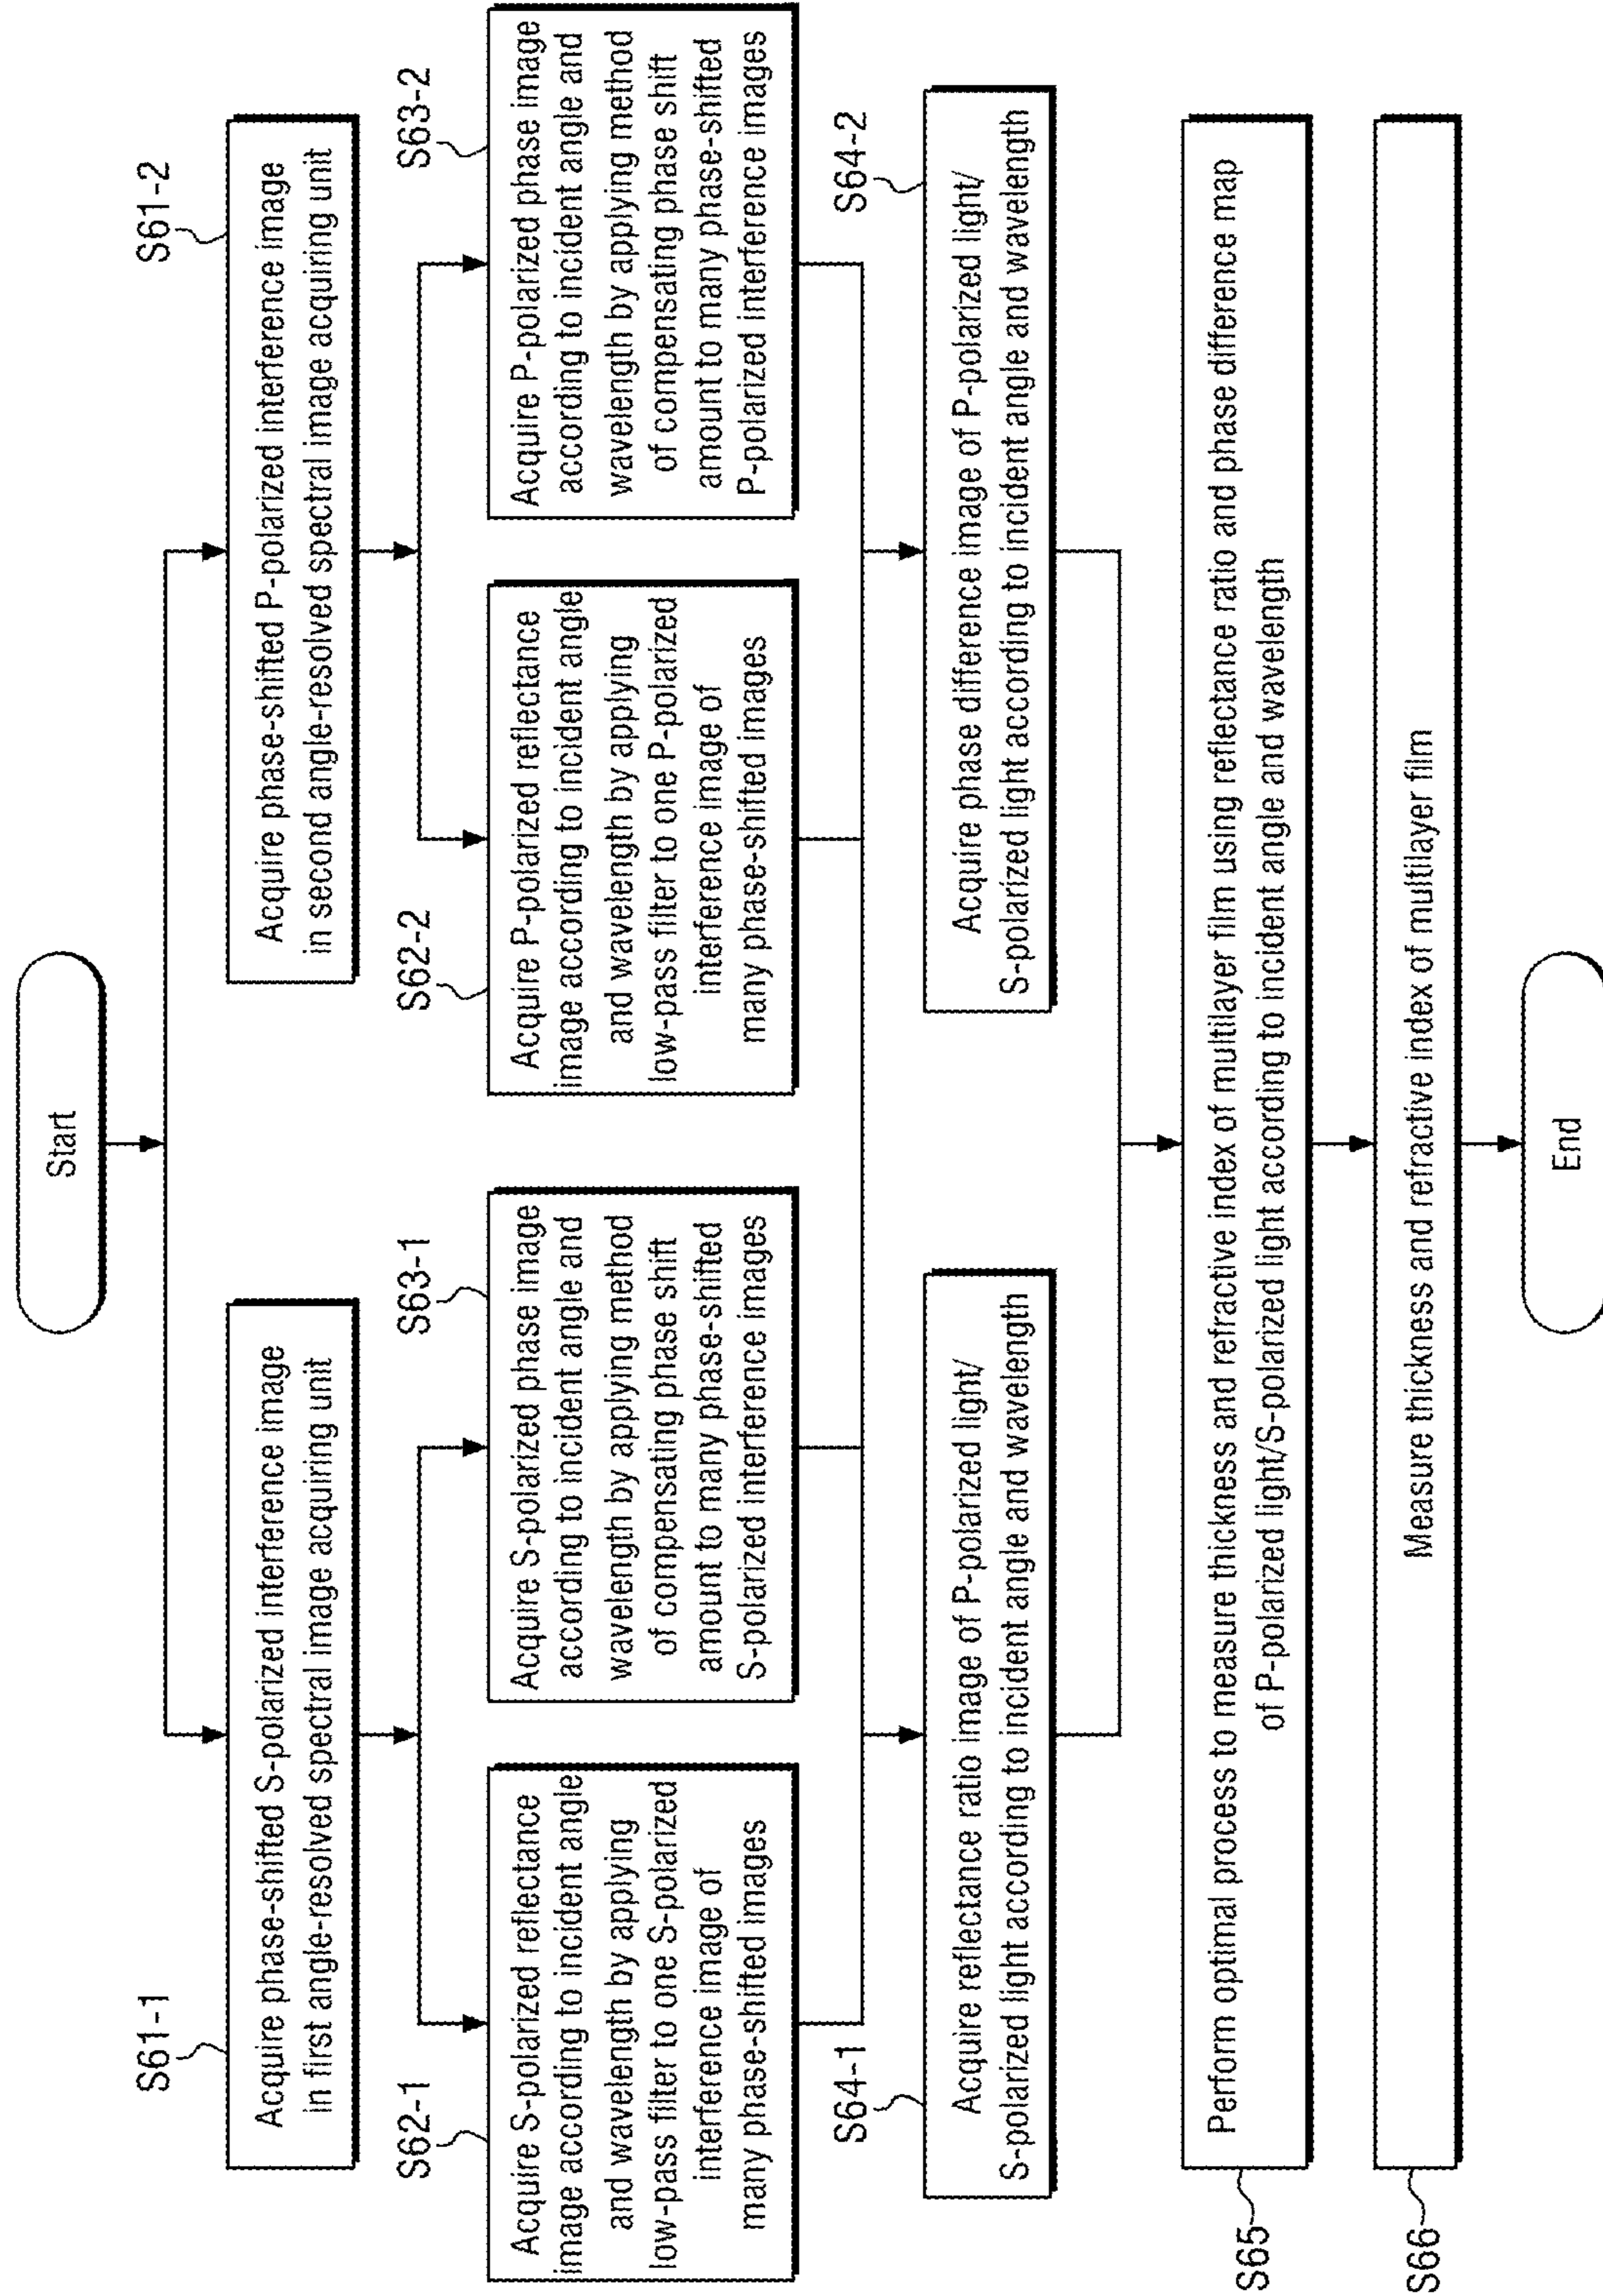 Start
S61-1
Acquire phase-shifted S-polarized interference image
in first angle-resolved spectral image acquiring unit
S61-2
Acquire phase-shifted P-polarized interference image
in second angle-resolved spectral image acquiring unit
S62-1
Acquire S-polarized reflectance
image according to incident angle
and wavelength by applying
low-pass filter to one S-polarized
interference image of
many phase-shifted images
S63-1
Acquire S-polarized phase image
according to incident angle and
wavelength by applying method
of compensating phase shift
amount to many phase-shifted
S-polarized interference images
S62-2
Acquire P-polarized reflectance
image according to incident angle
and wavelength by applying
low-pass filter to one P-polarized
interference image of
many phase-shifted images
S63-2
Acquire P-polarized phase image
according to incident angle and
wavelength by applying method
of compensating phase shift
amount to many phase-shifted
P-polarized interference images
S64-1
Acquire reflectance ratio image of P-polarized light/
S-polarized light according to incident angle and wavelength
S64-2
Acquire phase difference image of P-polarized light/
S-polarized light according to incident angle and wavelength
S65
Perform optimal process to measure thickness and refractive index of multilayer film using reflectance ratio and phase difference map
of P-polarized light/S-polarized light according to incident angle and wavelength
S66
Measure thickness and refractive index of multilayer film
End